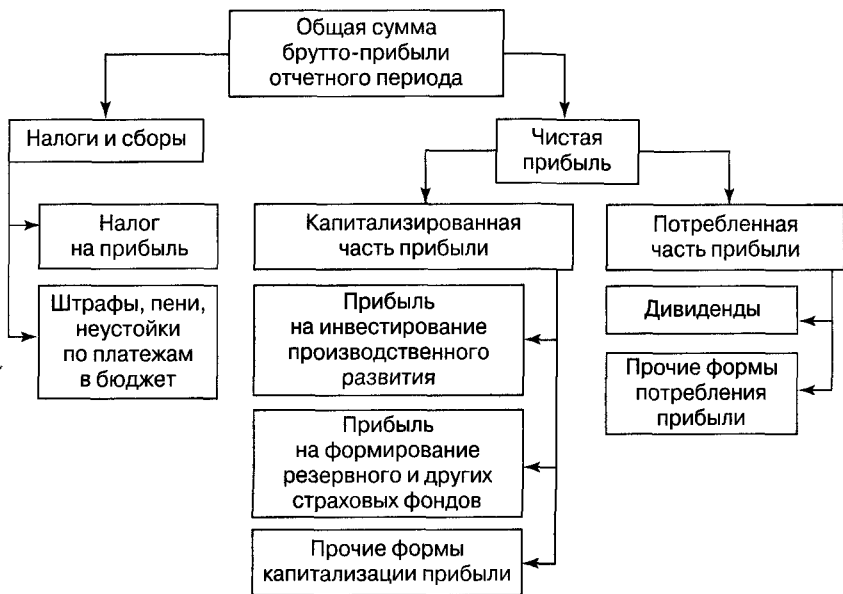 Общая сумма
брутто-прибыли
отчетного периода
Налоги и сборы
Чистая
прибыль
Налог
на прибыль
Штрафы, пени,
неустойки
по платежам
в бюджет
Капитализированная
часть прибыли
Прибыль
на инвестирование
производственного
развития
Прибыль
на формирование
резервного и других
страховых фондов
Прочие формы
капитализации прибыли
Потребленная
часть прибыли
Дивиденды
Прочие формы
потребления
прибыли